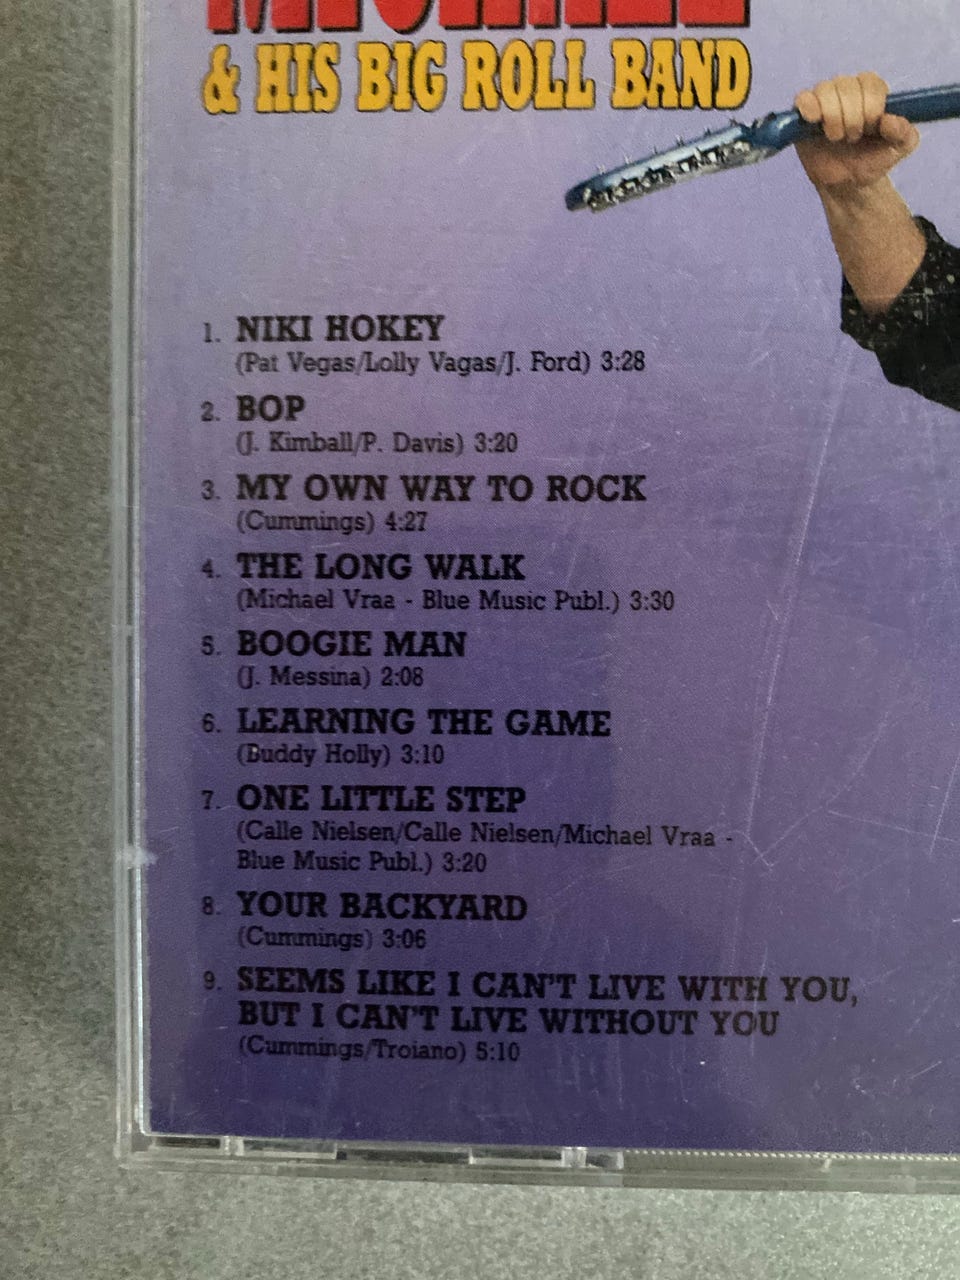 & HIS BIG ROLL BAND
1. NIKI HOKEY
(Pat Vegas/Lolly Vagas/J. Ford) 3:28
2. BOP
(J. Kimball/P. Davis) 3:20
3. MY OWN WAY TO ROCK
(Cummings) 4:27
4. THE LONG WALK
(Michael Vraa - Blue Music Publ.) 3:30
5. BOOGIE MAN
(J. Messina) 2:08
6. LEARNING THE GAME
(Buddy Holly) 3:10
7. ONE LITTLE STEP
(Calle Nielsen/Calle Nielsen/Michael Vraa -
Blue Music Publ.) 3:20
8. YOUR BACKYARD
(Cummings) 3:06
9. SEEMS LIKE I CAN'T LIVE WITH YOU,
BUT I CAN'T LIVE WITHOUT YOU
(Cummings/Troiano) 5:10